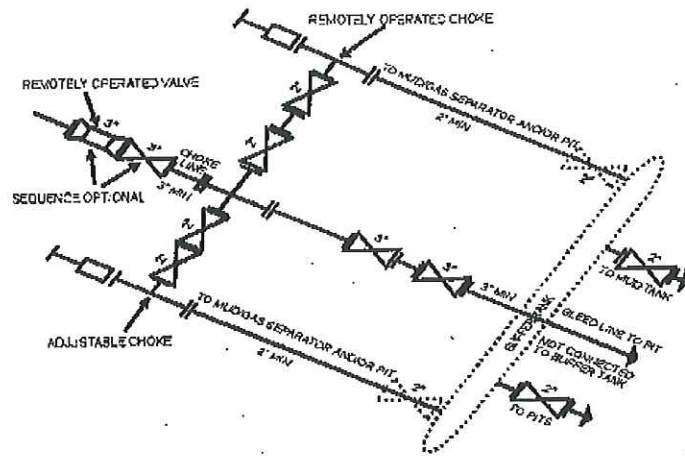 REMOTELY OPERATED CHOKE
REMOTELY OPERATED VALVE
3"
3"
CHOKE
LINE
3" MIN
SEQUENCE OPTIONAL
2"
2"
2"
2"
TO MUD/GAS SEPARATOR AND/OR PIT
2" MIN
2"
3"
3"
3" MIN
BUFFER TANK
2"
TO MUD TANK
BLEED LINE TO PIT
NOT CONNECTED
TO BUFFER TANK
TO MUD/GAS SEPARATOR AND/OR PIT
2" MIN
2"
2"
TO PITS
ADJUSTABLE CHOKE